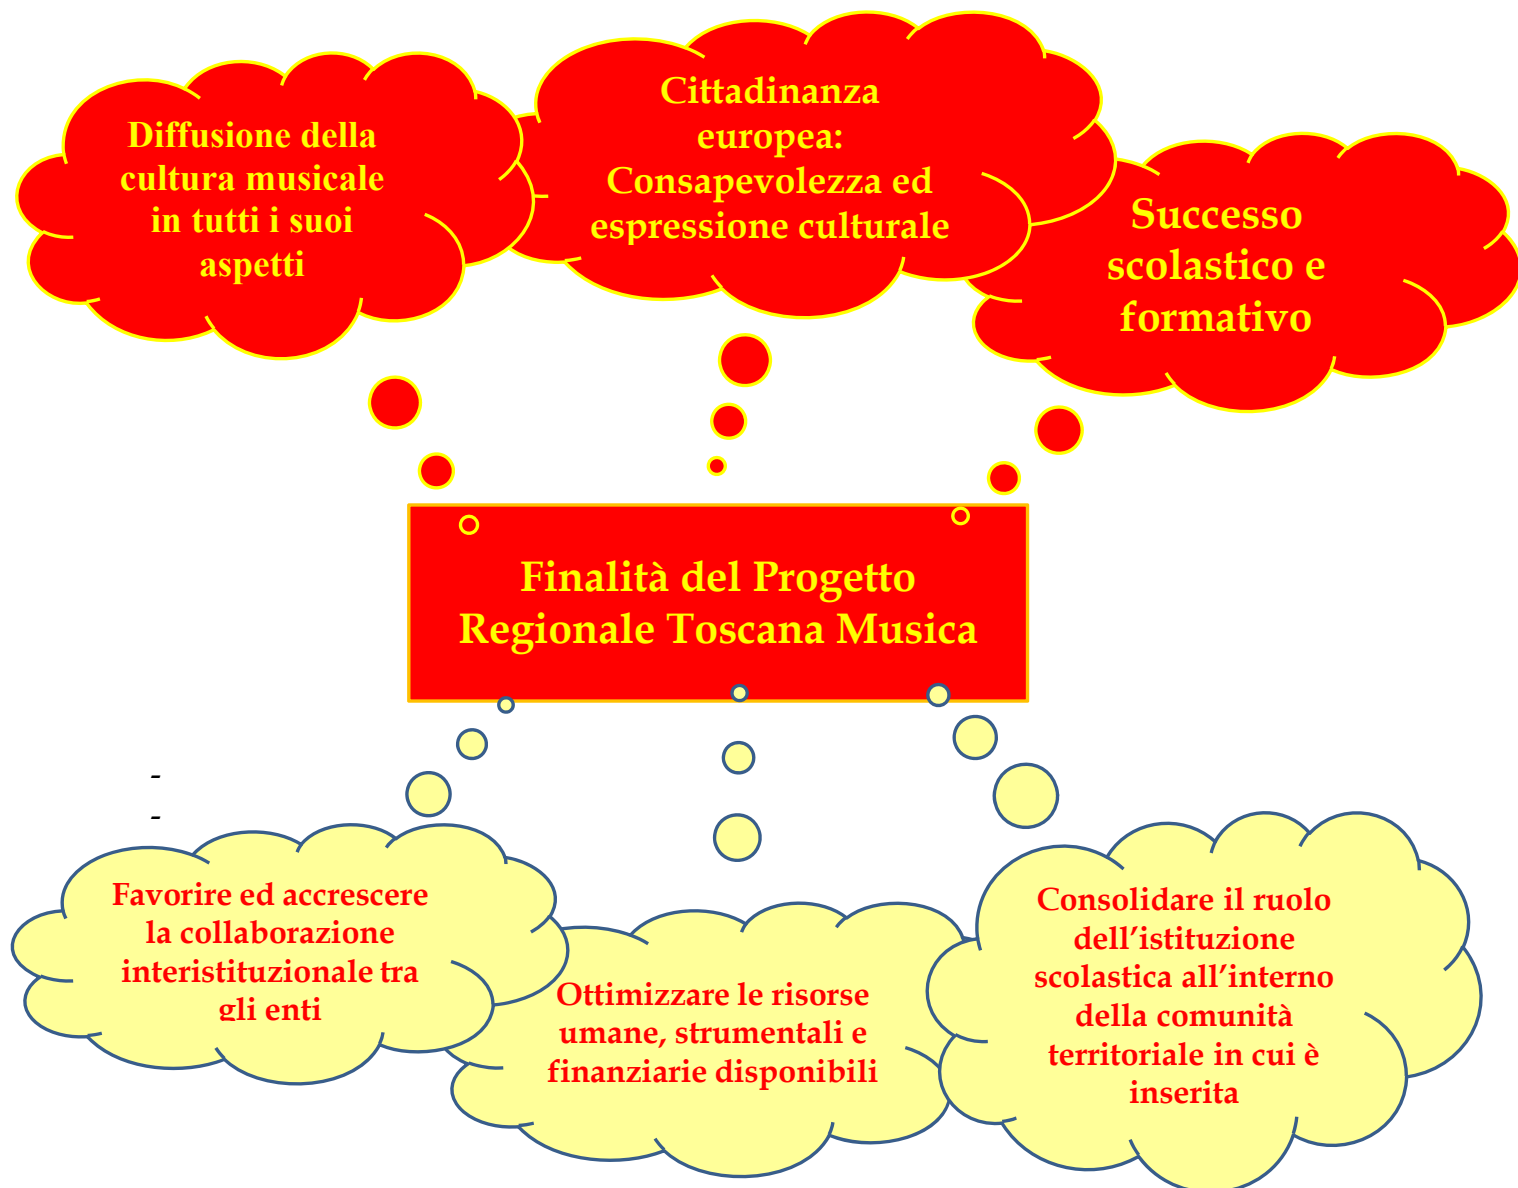 Diffusione della
cultura musicale
in tutti i suoi
aspetti
Cittadinanza
europea:
Consapevolezza ed
espressione culturale
Successo
scolastico e
formativo
Finalità del Progetto
Regionale Toscana Musica
-
-
Favorire ed accrescere
la collaborazione
interistituzionale tra
gli enti
Ottimizzare le risorse
umane, strumentali e
finanziarie disponibili
Consolidare il ruolo
dell’istituzione
scolastica all’interno
della comunità
territoriale in cui è
inserita